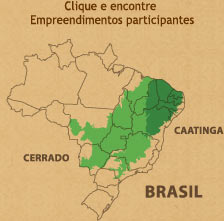 Clique e encontre
Empreendimentos participantes
CAATINGA
CERRADO
BRASIL